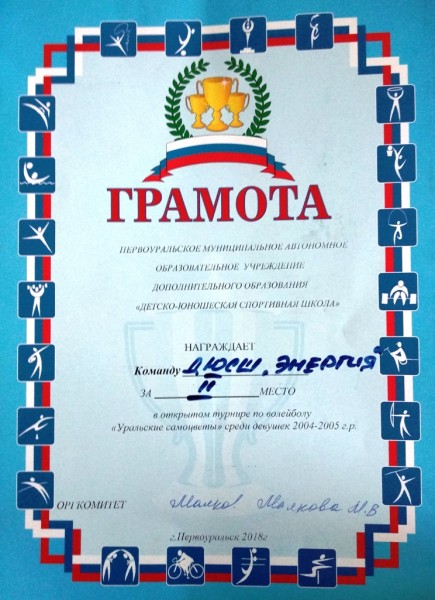 ГРАМОТА
ПЕРВОУРАЛЬСКОЕ МУНИЦИПАЛЬНОЕ АВТОНОМНОЕ
ОБРАЗОВАТЕЛЬНОЕ УЧРЕЖДЕНИЕ
ДОПОЛНИТЕЛЬНОГО ОБРАЗОВАНИЯ
«ДЕТСКО-ЮНОШЕСКАЯ СПОРТИВНАЯ ШКОЛА»
НАГРАЖДАЕТ
Команду ДЮСШ „ЭНЕРГИЯ"
ЗА II МЕСТО
в открытом турнире по волейболу
«Уральские самоцветы» среди девушек 2004-2005 г.р.
ОРГКОМИТЕТ Малкова М.В
г.Первоуральск 2018г